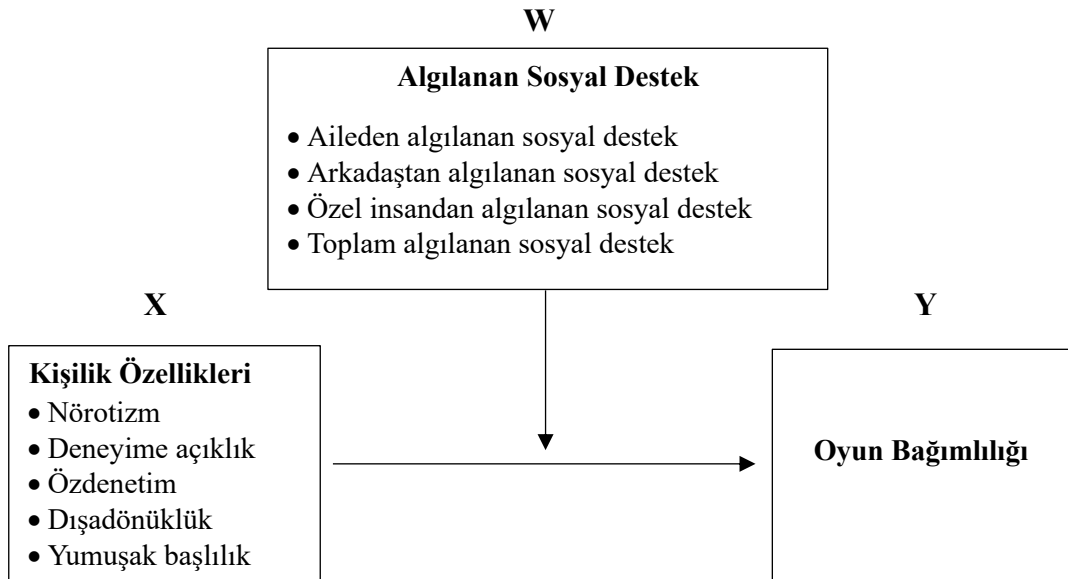 W
Algılanan Sosyal Destek
• Aileden algılanan sosyal destek
• Arkadaştan algılanan sosyal destek
• Özel insandan algılanan sosyal destek
• Toplam algılanan sosyal destek
X
Y
Kişilik Özellikleri
• Nörotizm
• Deneyime açıklık
• Özdenetim
• Dışadönüklük
• Yumuşak başlılık
Oyun Bağımlılığı